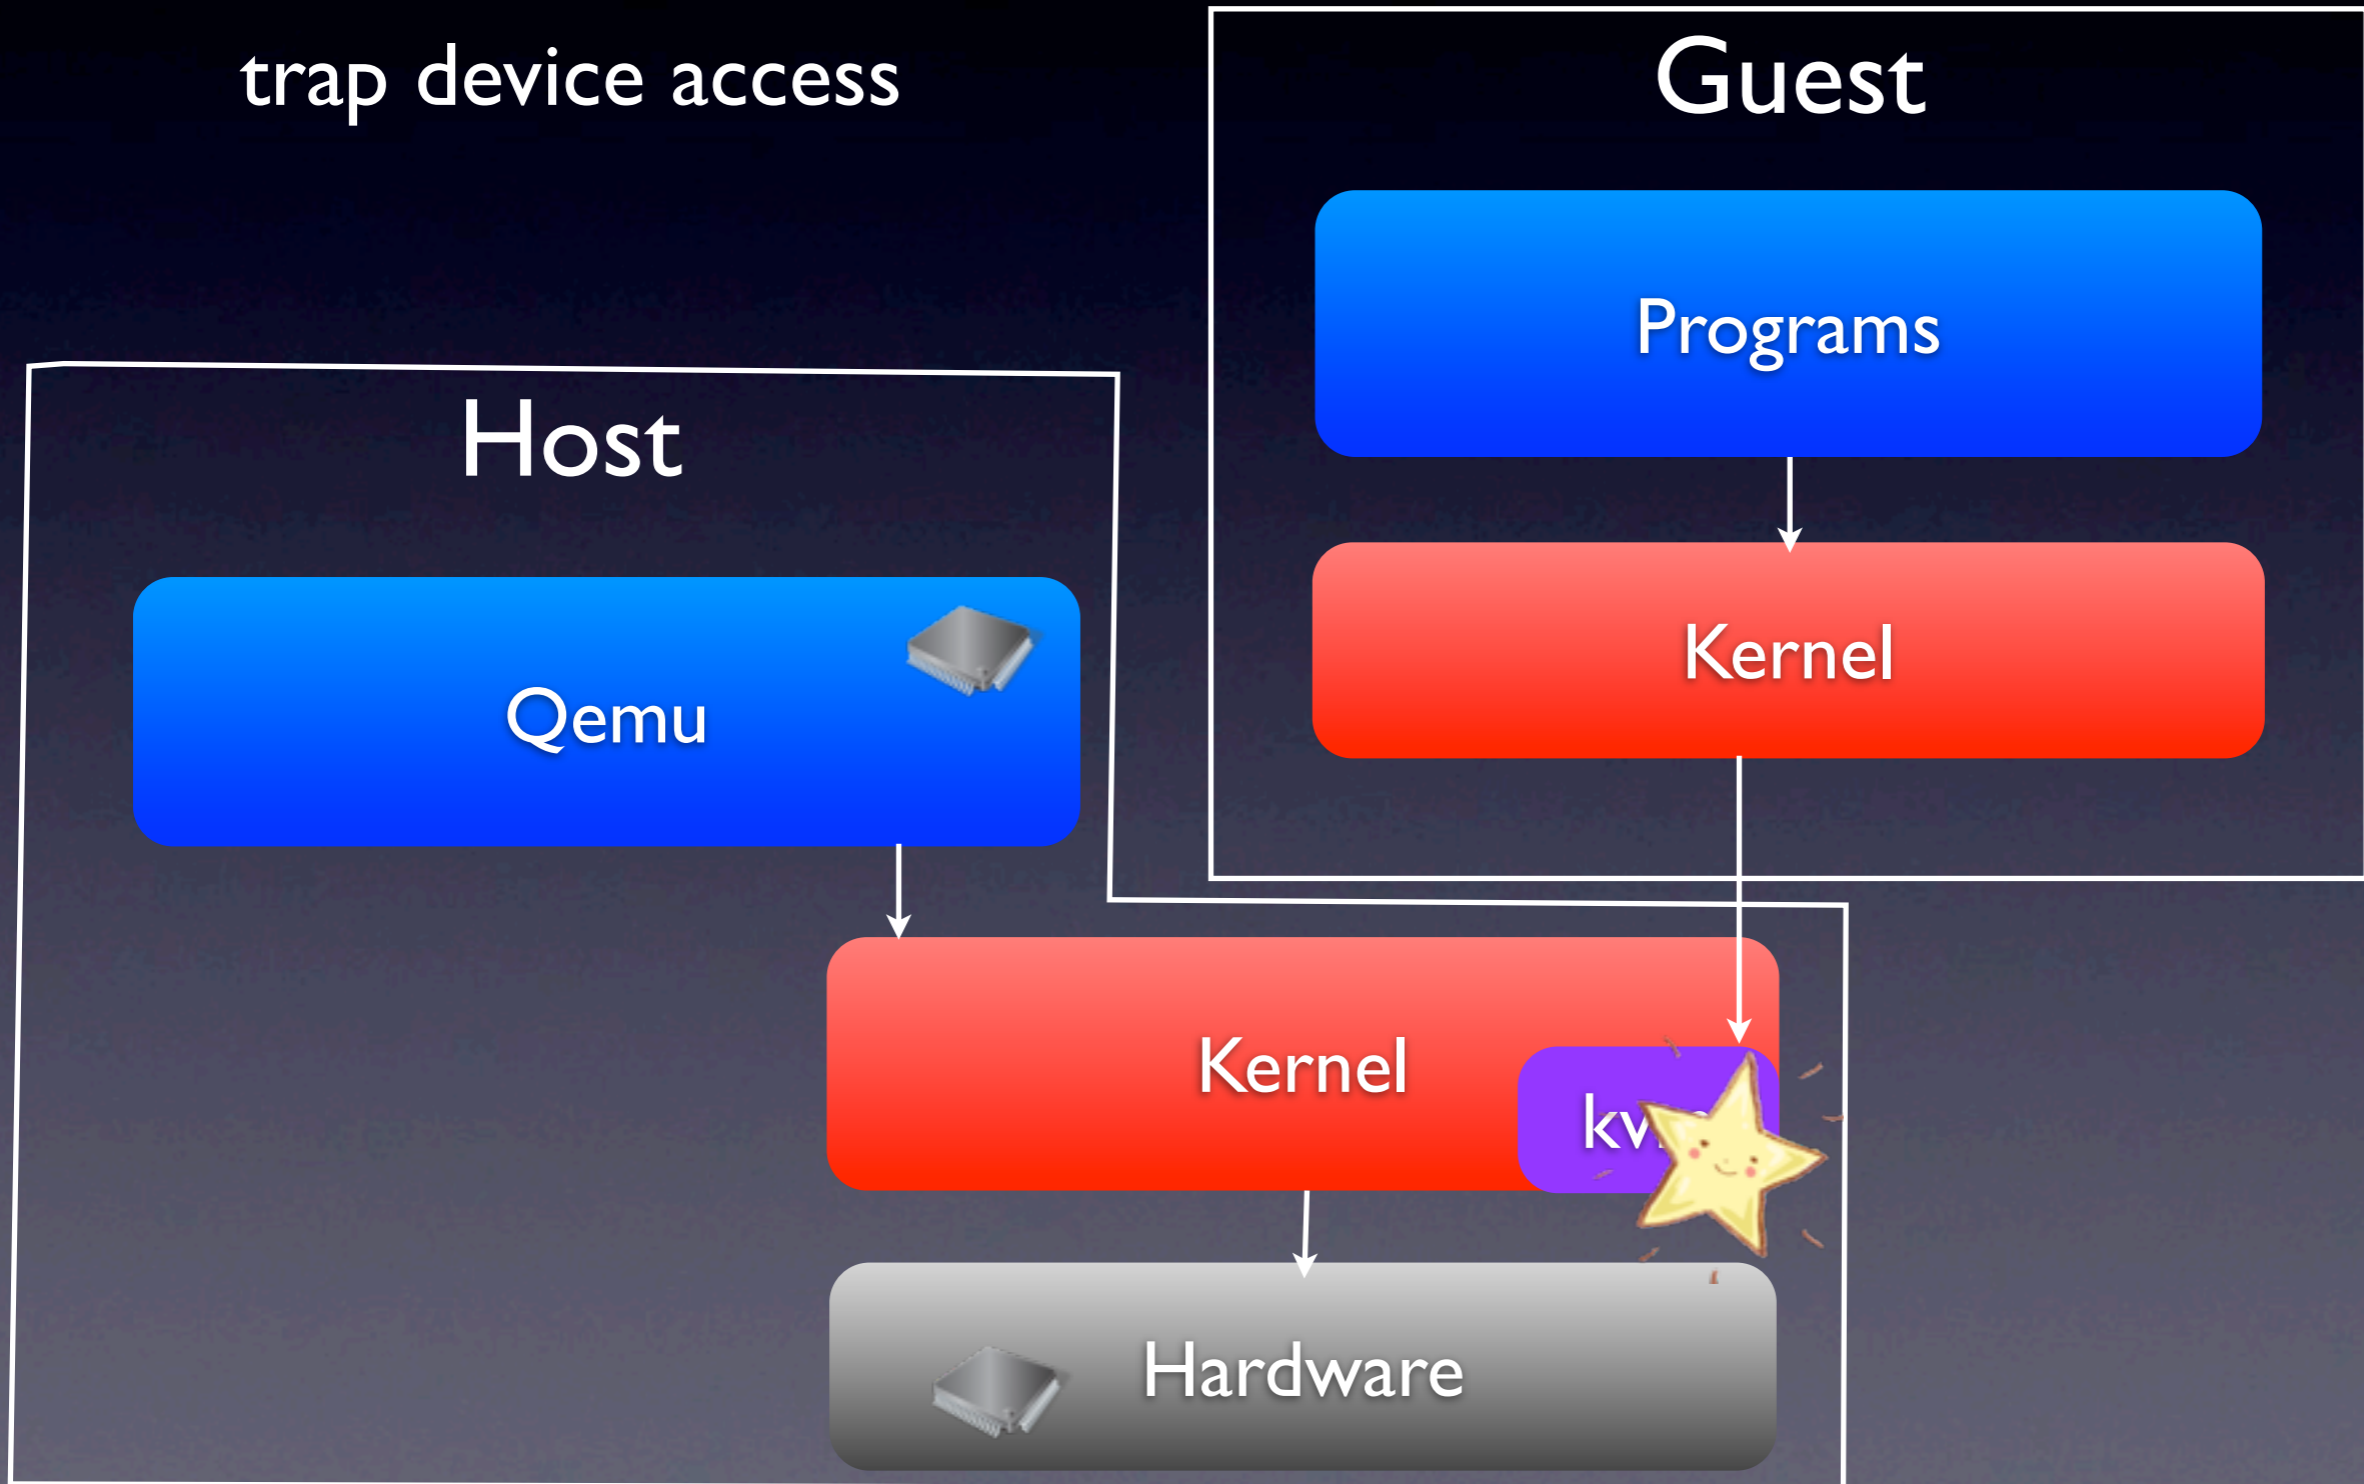 trap device access
Guest
Programs
Host
Kernel
Qemu
Kernel
Hardware